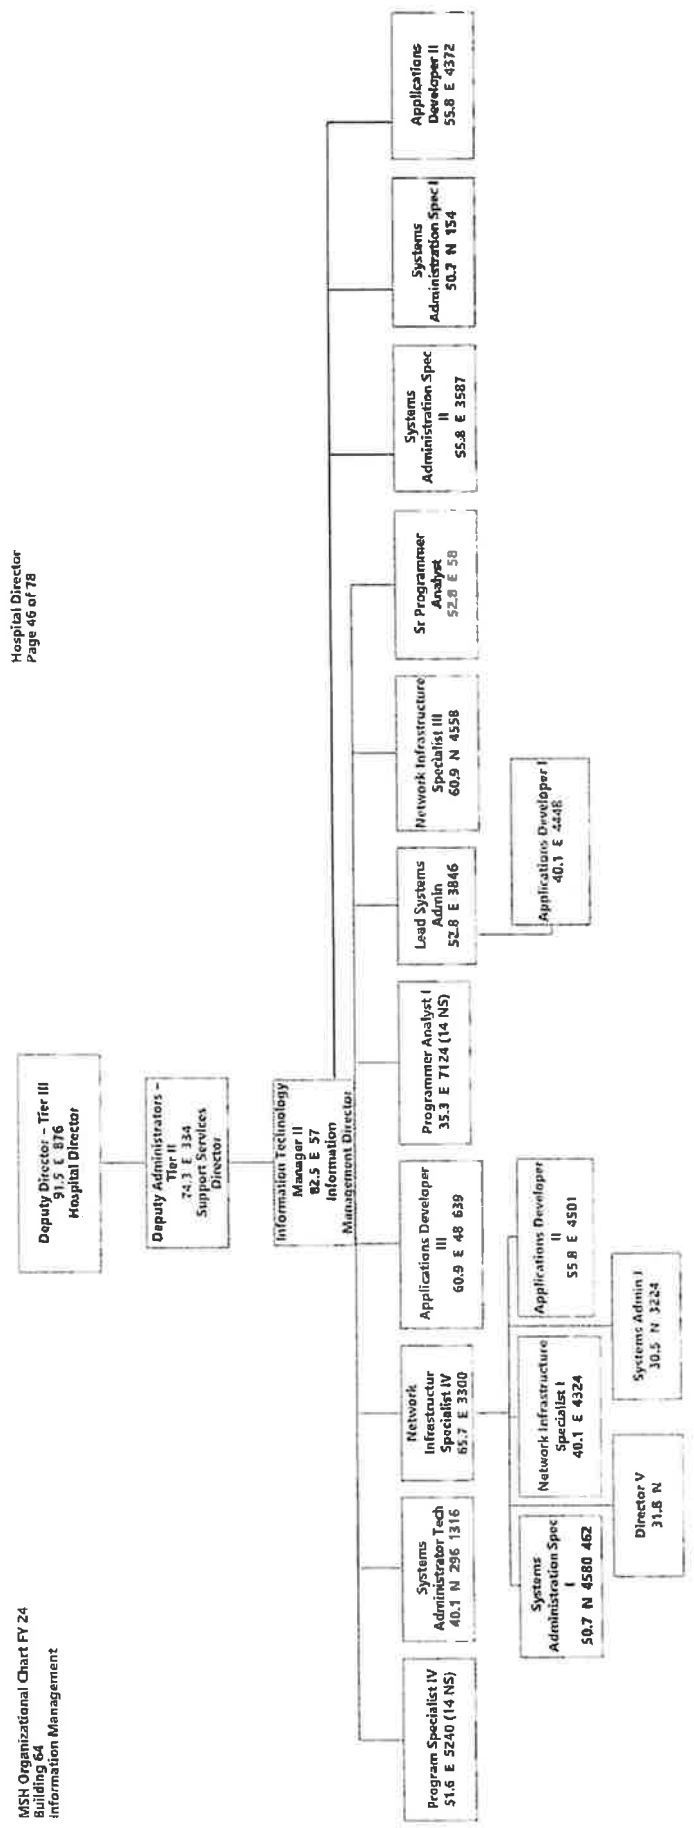 MSH Organizational Chart FY 24
Building 64
Information Management
Hospital Director
Page 46 of 78
Deputy Director – Tier III
91.5 E 876
Hospital Director
Deputy Administrators –
Tier II
74.3 E 334
Support Services
Director
Information Technology
Manager II
82.5 E 57
Information
Management Director
Program Specialist IV
51.6 E 5240 (14 NS)
Systems
Administrator Tech
40.1 N 296 1316
Network
Infrastructur
Specialist IV
65.7 E 3300
Applications Developer
III
60.9 E 48 639
Programmer Analyst I
35.3 E 7124 (14 NS)
Lead Systems
Admin
52.8 E 3846
Network Infrastructure
Specialist III
60.9 N 4558
Sr Programmer
Analyst
52.8 E 58
Systems
Administration Spec
II
55.8 E 3587
Systems
Administration Spec I
50.7 N 154
Applications
Developer II
55.8 E 4372
Systems
Administration Spec
I
50.7 N 4580 462
Network Infrastructure
Specialist I
40.1 E 4324
Applications Developer
II
55.8 E 4501
Applications Developer I
40.1 E 4448
Director V
31.8 N
Systems Admin I
30.5 N 3224